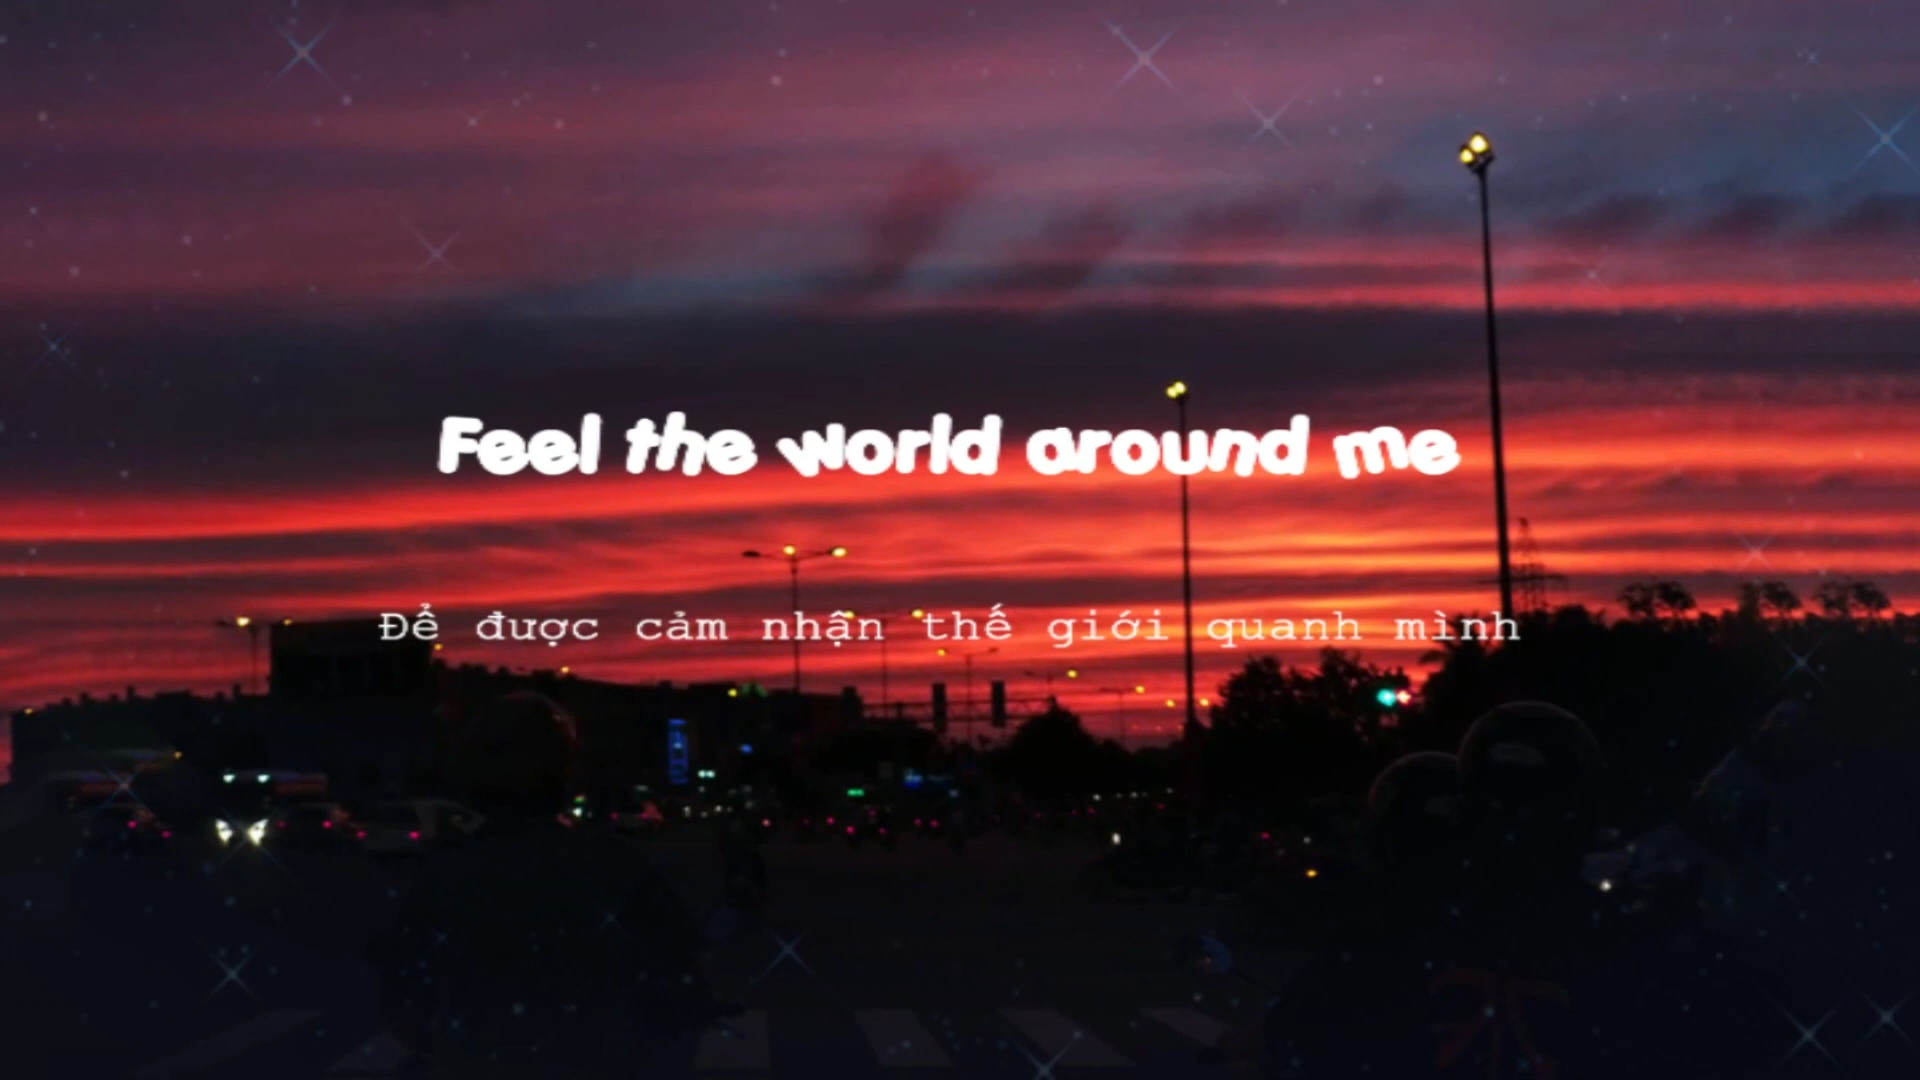 Feel the world around me
Để được cảm nhận thế giới quanh mình